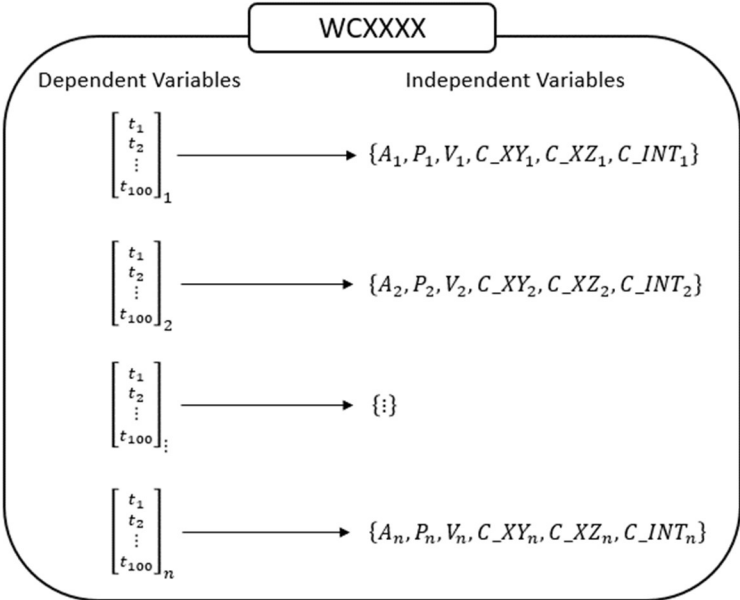 WCXXXX
Dependent Variables Independent Variables
t₁
t₂
⋮
t₁₀₀
1
{A₁, P₁, V₁, C_XY₁, C_XZ₁, C_INT₁}
t₁
t₂
⋮
t₁₀₀
2
{A₂, P₂, V₂, C_XY₂, C_XZ₂, C_INT₂}
t₁
t₂
⋮
t₁₀₀
⋮
{⋮}
t₁
t₂
⋮
t₁₀₀
n
{Aₙ, Pₙ, Vₙ, C_XYₙ, C_XZₙ, C_INTₙ}